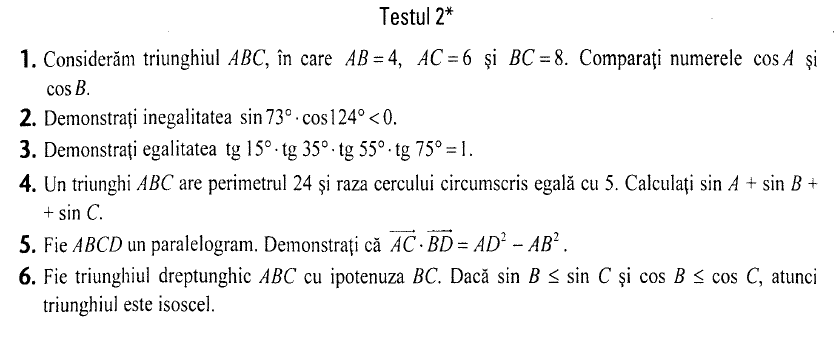 Testul 2*
1. Considerăm triunghiul ABC, în care AB = 4, AC = 6 și BC = 8. Comparați numerele cos A și
cos B.
2. Demonstrați inegalitatea sin 73° · cos124° < 0.
3. Demonstrați egalitatea tg 15° · tg 35° · tg 55° · tg 75° = 1.
4. Un triunghi ABC are perimetrul 24 și raza cercului circumscris egală cu 5. Calculați sin A + sin B +
+ sin C.
5. Fie ABCD un paralelogram. Demonstrați că \overrightarrow{AC} · \overrightarrow{BD} = AD² − AB² .
6. Fie triunghiul dreptunghic ABC cu ipotenuza BC. Dacă sin B ≤ sin C și cos B ≤ cos C, atunci
triunghiul este isoscel.